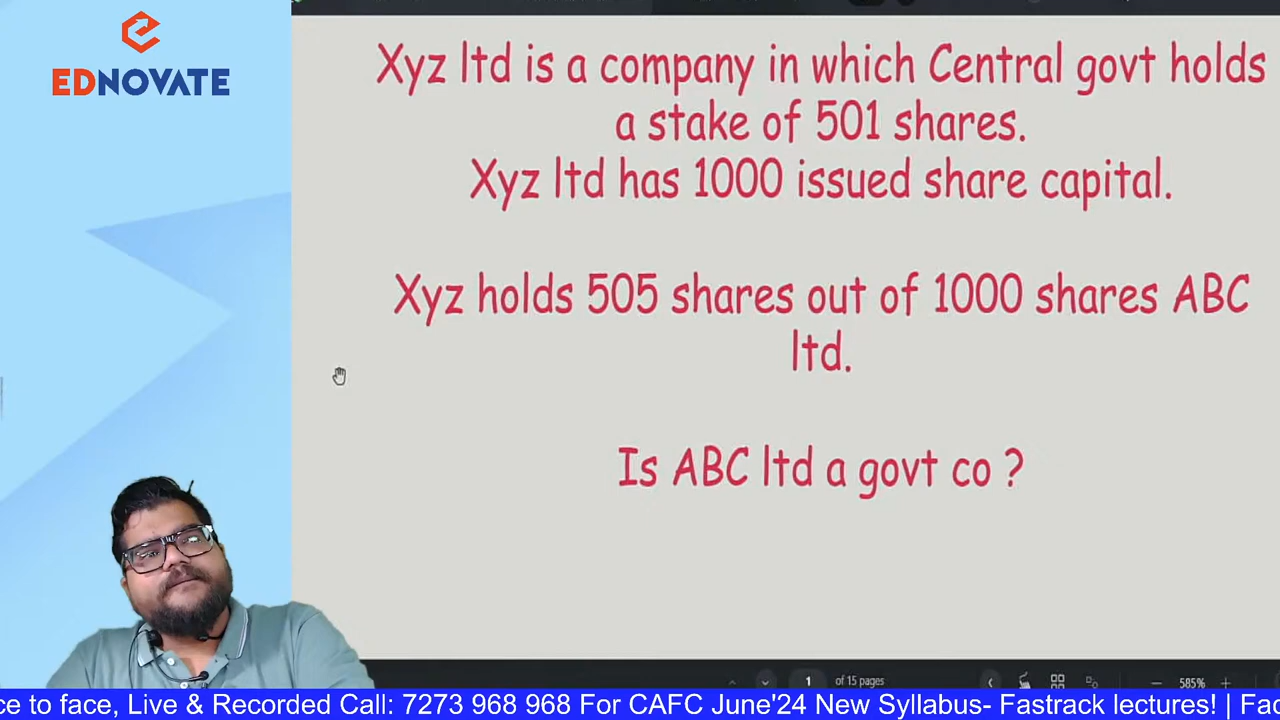 EDNOVATE
Xyz ltd is a company in which Central govt holds
a stake of 501 shares.
Xyz ltd has 1000 issued share capital.
Xyz holds 505 shares out of 1000 shares ABC
ltd.
Is ABC ltd a govt co ?
1 of 15 pages
585%
ce to face, Live & Recorded Call: 7273 968 968 For CAFC June'24 New Syllabus- Fastrack lectures! | Fac